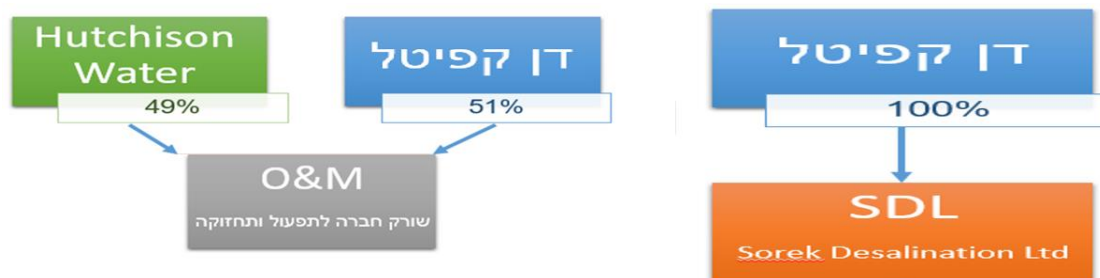 Hutchison
Water
49%
דן קפיטל
51%
O&M
שורק חברה לתפעול ותחזוקה
דן קפיטל
100%
SDL
Sorek Desalination Ltd